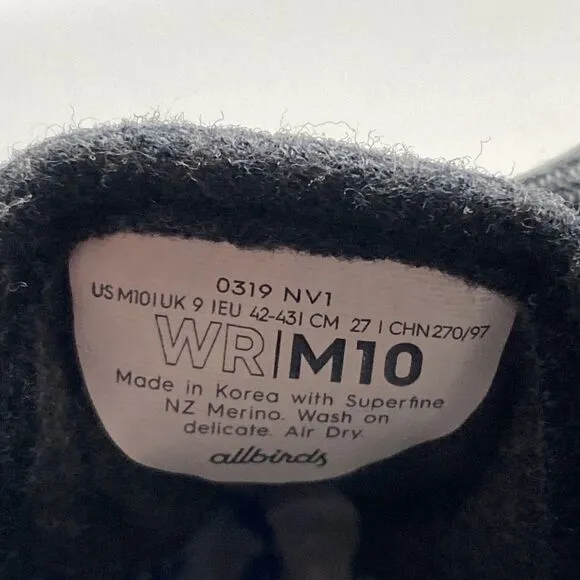 0319 NV1
US M10|UK 9 |EU 42-43| CM 27 | CHN 270/97
WR|M10
Made in Korea with Superfine
NZ Merino. Wash on
delicate. Air Dry.
allbirds